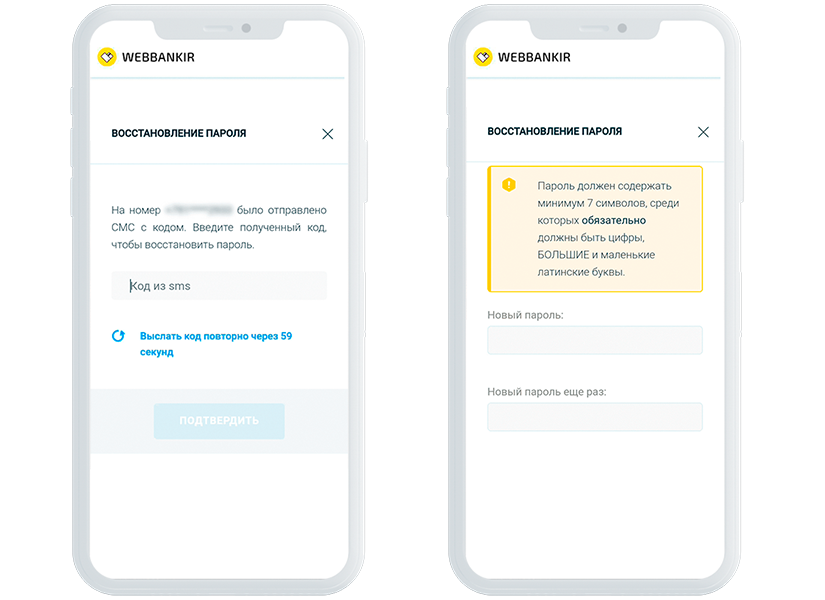 WEBBANKIR
ВОССТАНОВЛЕНИЕ ПАРОЛЯ
На номер было отправлено
СМС с кодом. Введите полученный код,
чтобы восстановить пароль.
Код из sms
Выслать код повторно через 59
секунд
ПОДТВЕРДИТЬ
WEBBANKIR
ВОССТАНОВЛЕНИЕ ПАРОЛЯ
Пароль должен содержать
минимум 7 символов, среди
которых обязательно
должны быть цифры,
БОЛЬШИЕ и маленькие
латинские буквы.
Новый пароль:
Новый пароль еще раз: